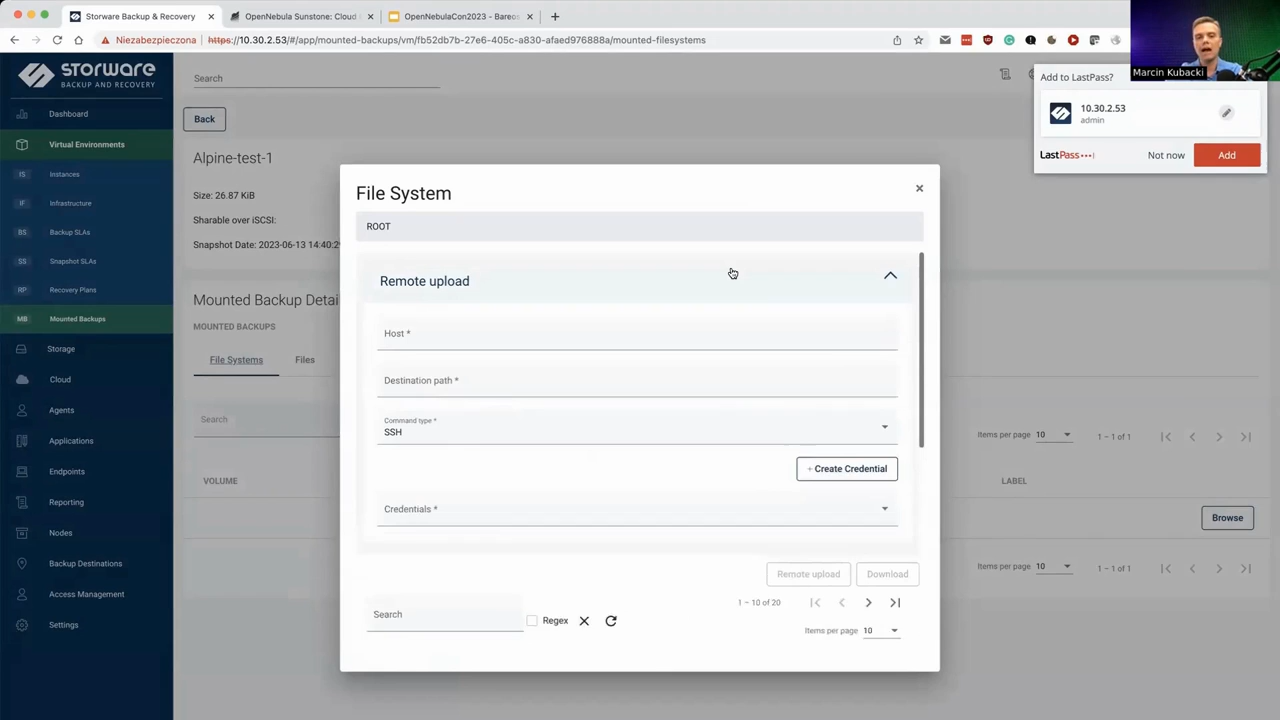 Storware Backup & Recovery
OpenNebula Sunstone: Cloud
OpenNebulaCon2023 - Bareos
Niezabezpieczona
https://10.30.2.53/#/app/mounted-backups/vm/fb52db7b-27e6-405c-a830-afaed976888a/mounted-filesystems
Marcin Kubacki
STORWARE
BACKUP AND RECOVERY
Dashboard
Virtual Environments
IS Instances
IF Infrastructure
BS Backup SLAs
SS Snapshot SLAs
RP Recovery Plans
MB Mounted Backups
Storage
Cloud
Agents
Applications
Endpoints
Reporting
Nodes
Backup Destinations
Access Management
Settings
Search
Back
Alpine-test-1
Size: 26.87 KiB
Sharable over iSCSI:
Snapshot Date: 2023-06-13 14:40:29
Mounted Backup Detai
MOUNTED BACKUPS
File Systems
Files
Search
Items per page 10
1 – 1 of 1
VOLUME
LABEL
Browse
Items per page 10
1 – 1 of 1
Add to LastPass?
10.30.2.53
admin
LastPass
Not now
Add
File System
ROOT
Remote upload
Host *
Destination path *
Command type *
SSH
+ Create Credential
Credentials *
Remote upload
Download
1 – 10 of 20
Search
Regex
Items per page 10